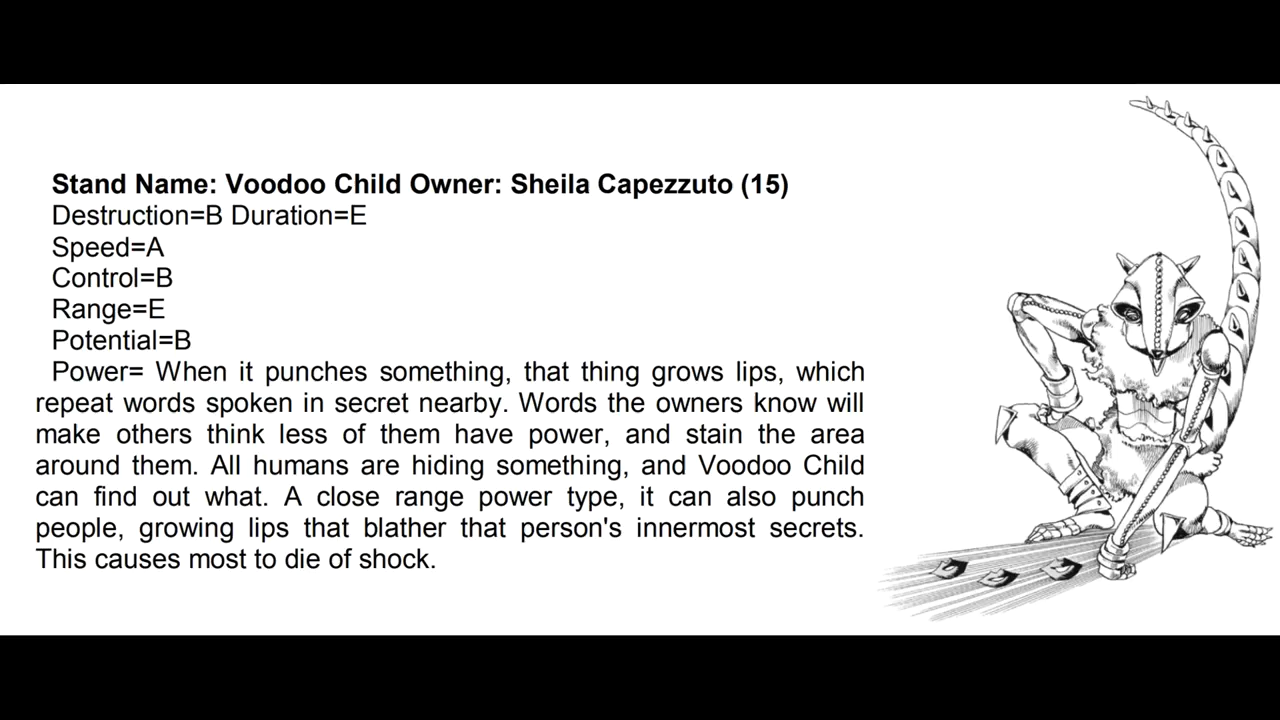 Stand Name: Voodoo Child Owner: Sheila Capezzuto (15)
Destruction=B Duration=E
Speed=A
Control=B
Range=E
Potential=B
Power= When it punches something, that thing grows lips, which
repeat words spoken in secret nearby. Words the owners know will
make others think less of them have power, and stain the area
around them. All humans are hiding something, and Voodoo Child
can find out what. A close range power type, it can also punch
people, growing lips that blather that person's innermost secrets.
This causes most to die of shock.